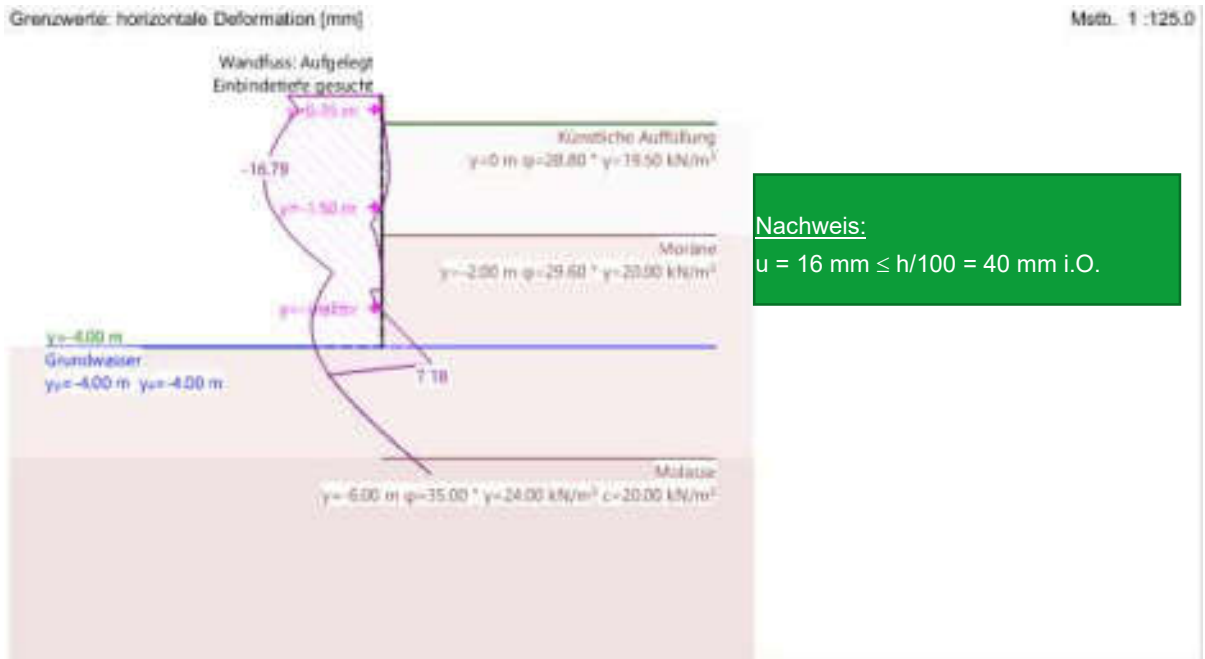 Grenzwerte: horizontale Deformation [mm]
Mstb. 1 :125.0
Wandfuss: Aufgelegt
Einbindetiefe gesucht
y=0.75 m
Künstliche Auffüllung
y=0 m φ=28.80 ° γ=19.50 kN/m³
-16.79
y=-1.50 m
Nachweis:
u = 16 mm ≤ h/100 = 40 mm i.O.
Moräne
y=-2.00 m φ=29.60 ° γ=20.00 kN/m³
y=-4.00 m
Grundwasser
7.18
Molasse
y=-6.00 m φ=35.00 ° γ=24.00 kN/m³ c=20.00 kN/m²